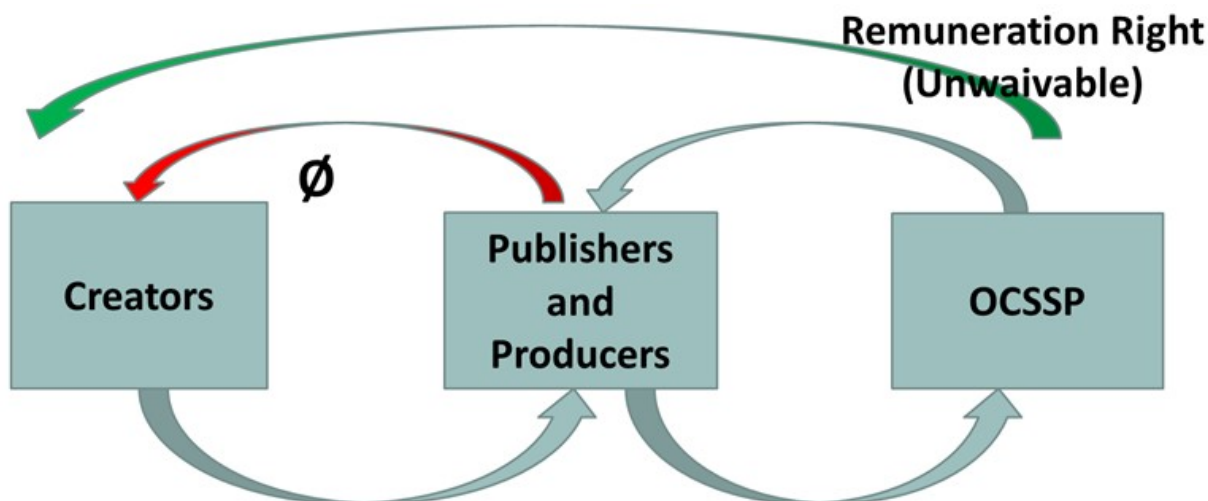 Remuneration Right
(Unwaivable)
Ø
Creators
Publishers
and
Producers
OCSSP